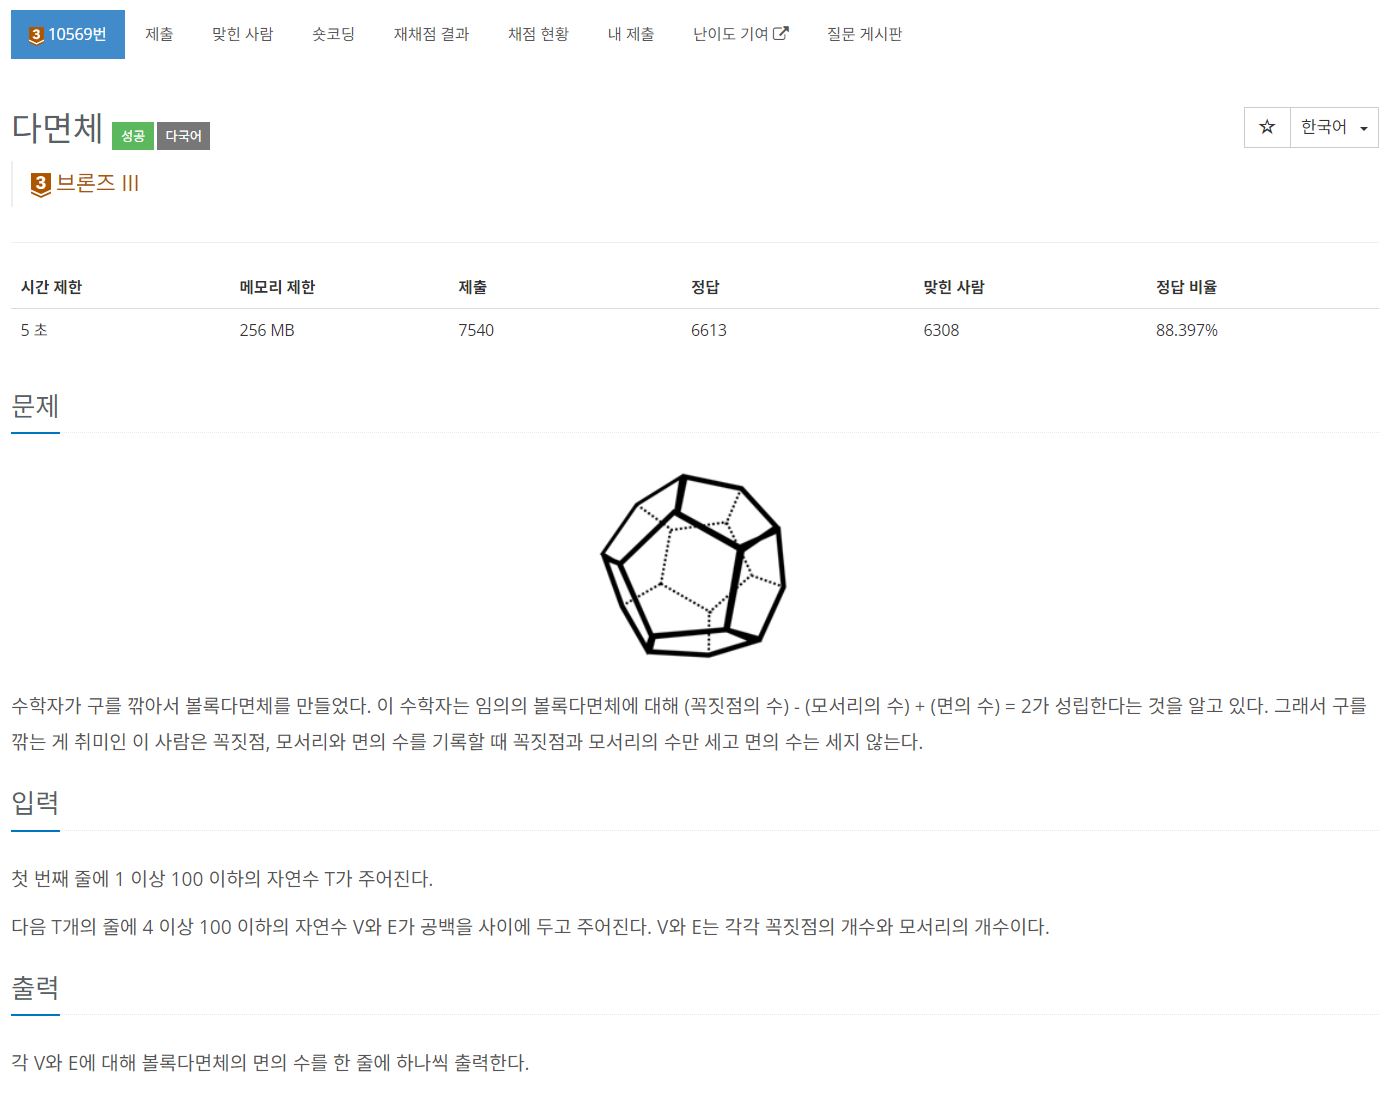 3 10569번 제출 맞힌 사람 숏코딩 재채점 결과 채점 현황 내 제출 난이도 기여 질문 게시판
다면체 성공 다국어 한국어
3 브론즈 III
시간 제한 메모리 제한 제출 정답 맞힌 사람 정답 비율
5 초 256 MB 7540 6613 6308 88.397%
문제
수학자가 구를 깎아서 볼록다면체를 만들었다. 이 수학자는 임의의 볼록다면체에 대해 (꼭짓점의 수) - (모서리의 수) + (면의 수) = 2가 성립한다는 것을 알고 있다. 그래서 구를
깎는 게 취미인 이 사람은 꼭짓점, 모서리와 면의 수를 기록할 때 꼭짓점과 모서리의 수만 세고 면의 수는 세지 않는다.
입력
첫 번째 줄에 1 이상 100 이하의 자연수 T가 주어진다.
다음 T개의 줄에 4 이상 100 이하의 자연수 V와 E가 공백을 사이에 두고 주어진다. V와 E는 각각 꼭짓점의 개수와 모서리의 개수이다.
출력
각 V와 E에 대해 볼록다면체의 면의 수를 한 줄에 하나씩 출력한다.